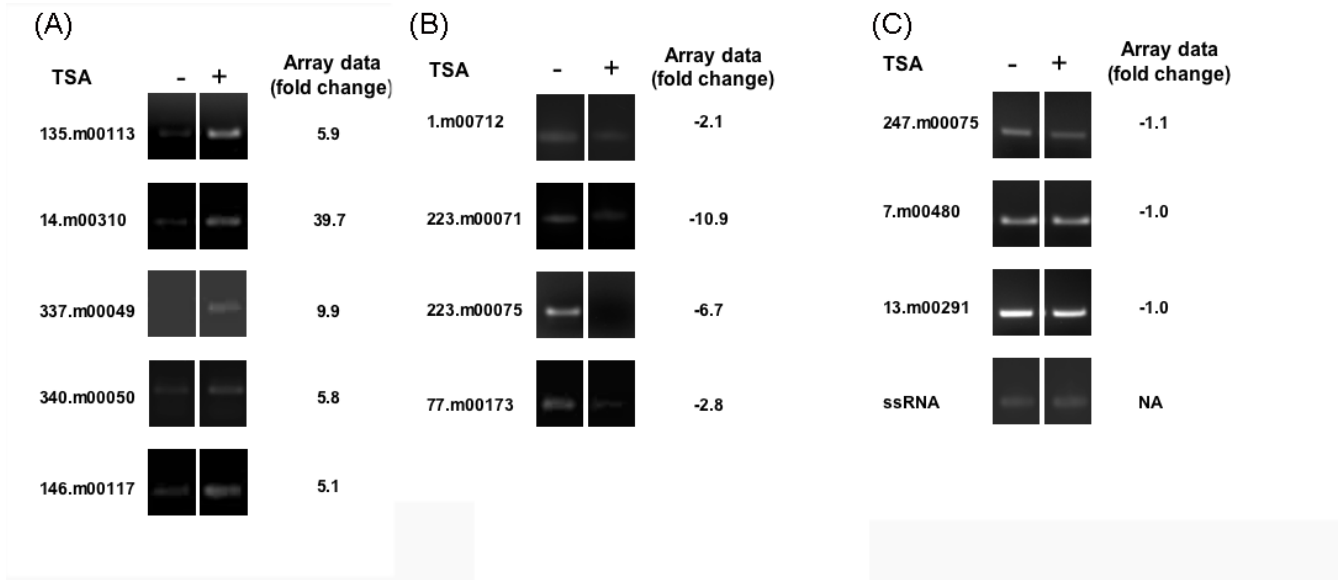 (A)
TSA - + Array data
(fold change)
135.m00113 5.9
14.m00310 39.7
337.m00049 9.9
340.m00050 5.8
146.m00117 5.1
(B)
TSA - + Array data
(fold change)
1.m00712 -2.1
223.m00071 -10.9
223.m00075 -6.7
77.m00173 -2.8
(C)
TSA - + Array data
(fold change)
247.m00075 -1.1
7.m00480 -1.0
13.m00291 -1.0
ssRNA NA